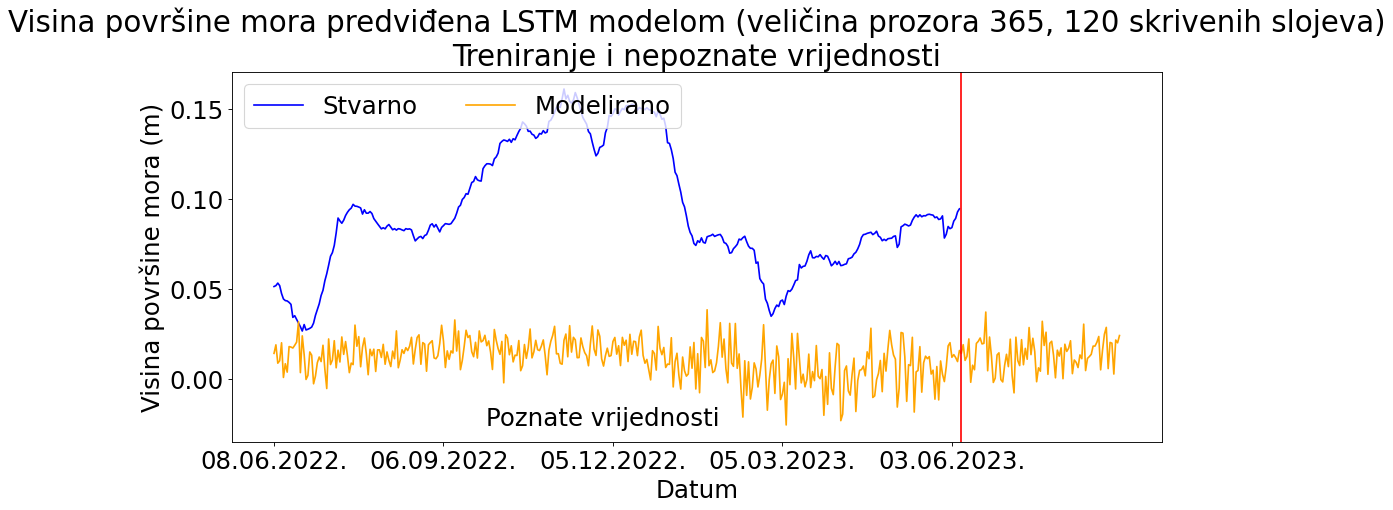 Visina površine mora predviđena LSTM modelom (veličina prozora 365, 120 skrivenih slojeva)
Treniranje i nepoznate vrijednosti
Stvarno Modelirano
Visina površine mora (m)
0.15
0.10
0.05
0.00
Poznate vrijednosti
08.06.2022. 06.09.2022. 05.12.2022. 05.03.2023. 03.06.2023.
Datum